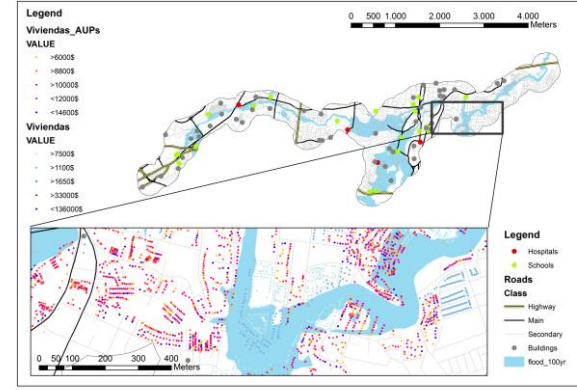 Legend
Viviendas_AUPs
VALUE
>6000$
>8800$
>10000$
<12000$
<14600$
Viviendas
VALUE
>7500$
>1100$
>1650$
>33000$
<136000$
0 500 1.000 2.000 3.000 4.000
Meters
Legend
Hospitals
Schools
Roads
Class
Highway
Main
Secondary
Buildings
flood_100yr
0 50 100 200 300 400
Meters